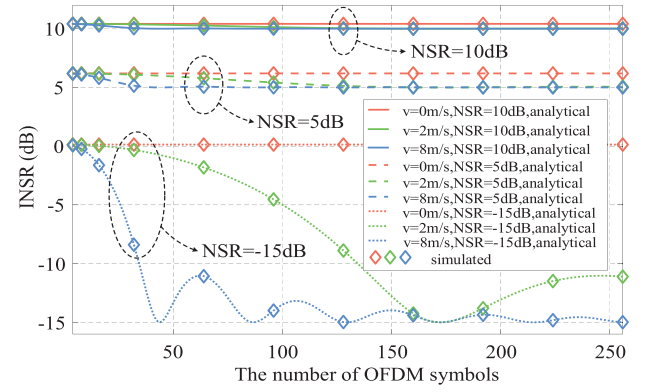 10
5
0
-5
-10
-15
INSR (dB)
50
100
150
200
250
The number of OFDM symbols
NSR=10dB
NSR=5dB
NSR=-15dB
v=0m/s,NSR=10dB,analytical
v=2m/s,NSR=10dB,analytical
v=8m/s,NSR=10dB,analytical
v=0m/s,NSR=5dB,analytical
v=2m/s,NSR=5dB,analytical
v=8m/s,NSR=5dB,analytical
v=0m/s,NSR=-15dB,analytical
v=2m/s,NSR=-15dB,analytical
v=8m/s,NSR=-15dB,analytical
simulated